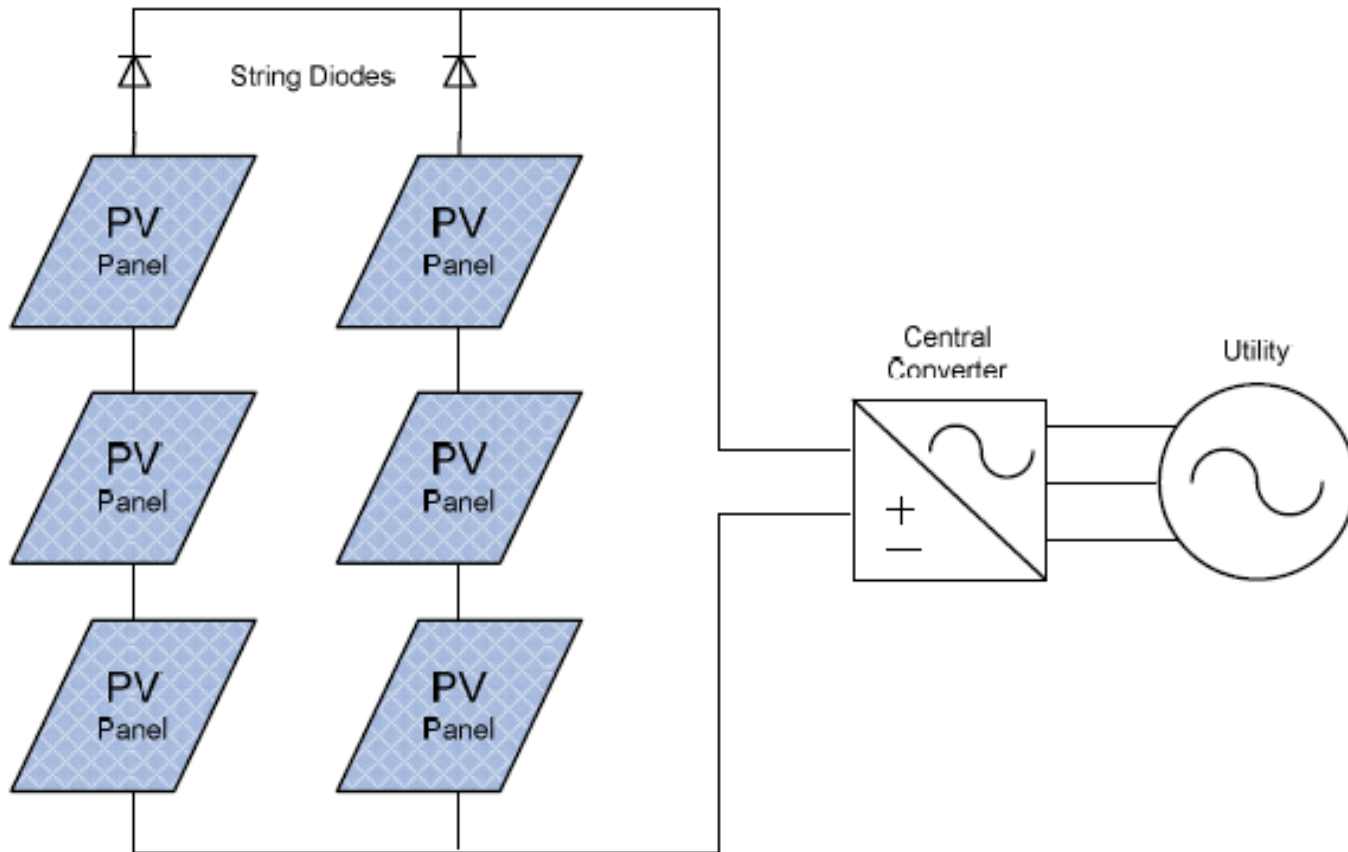 String Diodes
PV
Panel
PV
Panel
PV
Panel
PV
Panel
PV
Panel
PV
Panel
Central
Converter
Utility
+
−